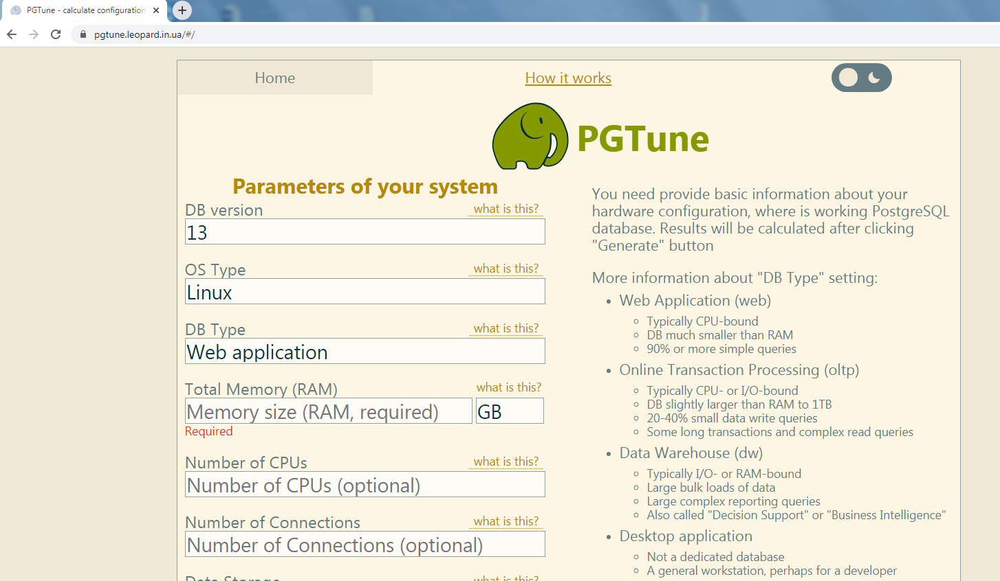 PGTune - calculate configuration
pgtune.leopard.in.ua/#/
Home
How it works
PGTune
Parameters of your system
DB version
what is this?
13
OS Type
what is this?
Linux
DB Type
what is this?
Web application
Total Memory (RAM)
what is this?
Memory size (RAM, required)
GB
Required
Number of CPUs
what is this?
Number of CPUs (optional)
Number of Connections
what is this?
Number of Connections (optional)
Data Storage
what is this?
You need provide basic information about your
hardware configuration, where is working PostgreSQL
database. Results will be calculated after clicking
"Generate" button
More information about "DB Type" setting:
Web Application (web)
Typically CPU-bound
DB much smaller than RAM
90% or more simple queries
Online Transaction Processing (oltp)
Typically CPU- or I/O-bound
DB slightly larger than RAM to 1TB
20-40% small data write queries
Some long transactions and complex read queries
Data Warehouse (dw)
Typically I/O- or RAM-bound
Large bulk loads of data
Large complex reporting queries
Also called "Decision Support" or "Business Intelligence"
Desktop application
Not a dedicated database
A general workstation, perhaps for a developer